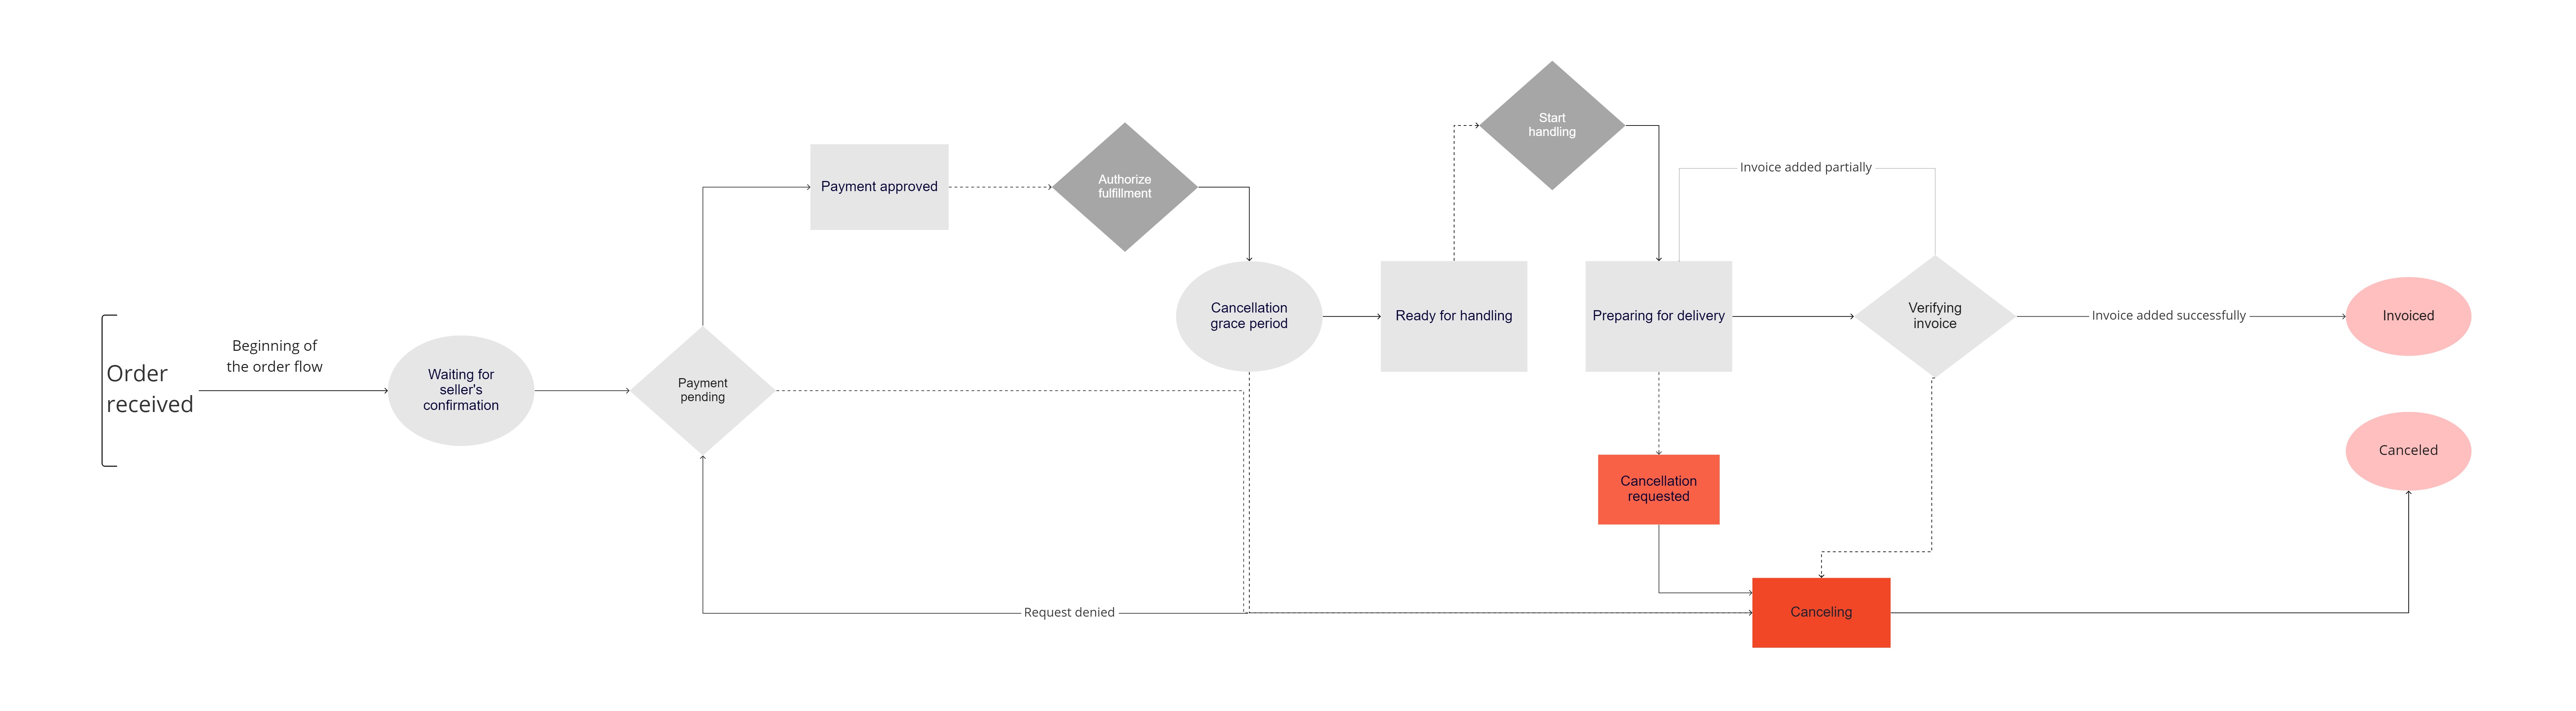 Order
received
Beginning of
the order flow
Waiting for
seller's
confirmation
Payment
pending
Payment approved
Authorize
fulfillment
Cancellation
grace period
Ready for handling
Start
handling
Preparing for delivery
Invoice added partially
Verifying
invoice
Invoice added successfully
Invoiced
Cancellation
requested
Request denied
Canceling
Canceled